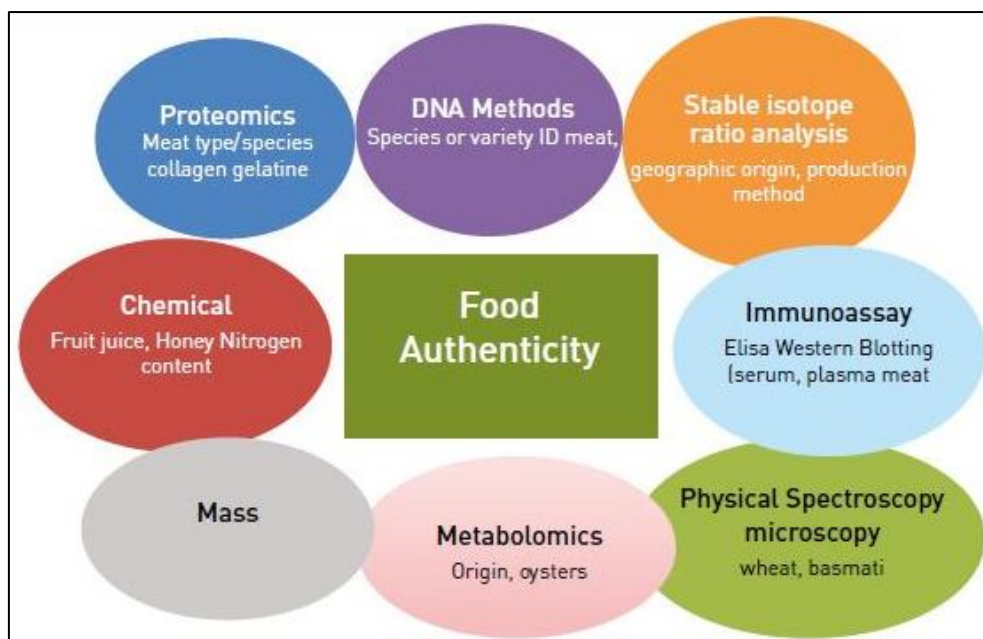 Proteomics
Meat type/species
collagen gelatine
DNA Methods
Species or variety ID meat,
Stable isotope
ratio analysis
geographic origin, production
method
Chemical
Fruit juice, Honey Nitrogen
content
Food
Authenticity
Immunoassay
Elisa Western Blotting
(serum, plasma meat
Mass
Metabolomics
Origin, oysters
Physical Spectroscopy
microscopy
wheat, basmati